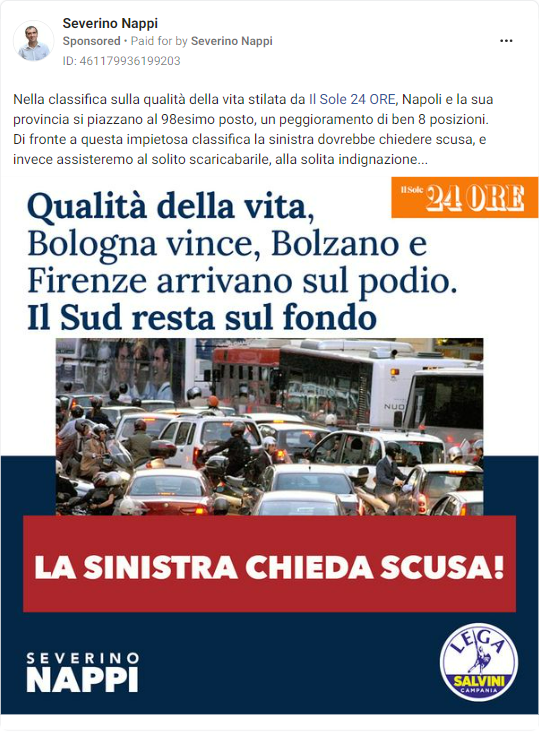 Severino Nappi
Sponsored • Paid for by Severino Nappi
ID: 461179936199203
Nella classifica sulla qualità della vita stilata da Il Sole 24 ORE, Napoli e la sua
provincia si piazzano al 98esimo posto, un peggioramento di ben 8 posizioni.
Di fronte a questa impietosa classifica la sinistra dovrebbe chiedere scusa, e
invece assisteremo al solito scaricabarile, alla solita indignazione...
Il Sole 24 ORE
Qualità della vita,
Bologna vince, Bolzano e
Firenze arrivano sul podio.
Il Sud resta sul fondo
LA SINISTRA CHIEDA SCUSA!
SEVERINO
NAPPI
LEGA
SALVINI
CAMPANIA